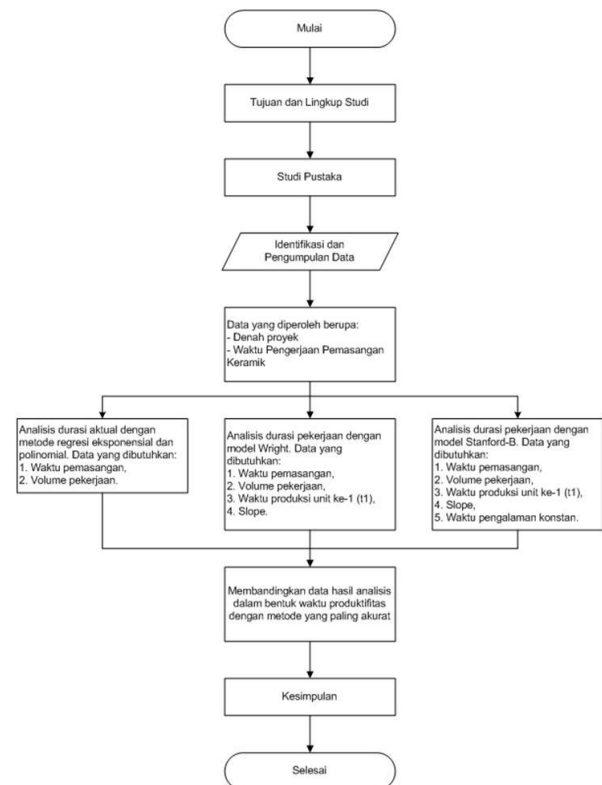 Mulai
Tujuan dan Lingkup Studi
Studi Pustaka
Identifikasi dan
Pengumpulan Data
Data yang diperoleh berupa:
- Denah proyek
- Waktu Pengerjaan Pemasangan
Keramik
Analisis durasi aktual dengan
metode regresi eksponensial dan
polinomial. Data yang dibutuhkan:
1. Waktu pemasangan,
2. Volume pekerjaan.
Analisis durasi pekerjaan dengan
model Wright. Data yang
dibutuhkan:
1. Waktu pemasangan,
2. Volume pekerjaan,
3. Waktu produksi unit ke-1 (t1),
4. Slope.
Analisis durasi pekerjaan dengan
model Stanford-B. Data yang
dibutuhkan:
1. Waktu pemasangan,
2. Volume pekerjaan,
3. Waktu produksi unit ke-1 (t1),
4. Slope,
5. Waktu pengalaman konstan.
Membandingkan data hasil analisis
dalam bentuk waktu produktifitas
dengan metode yang paling akurat
Kesimpulan
Selesai